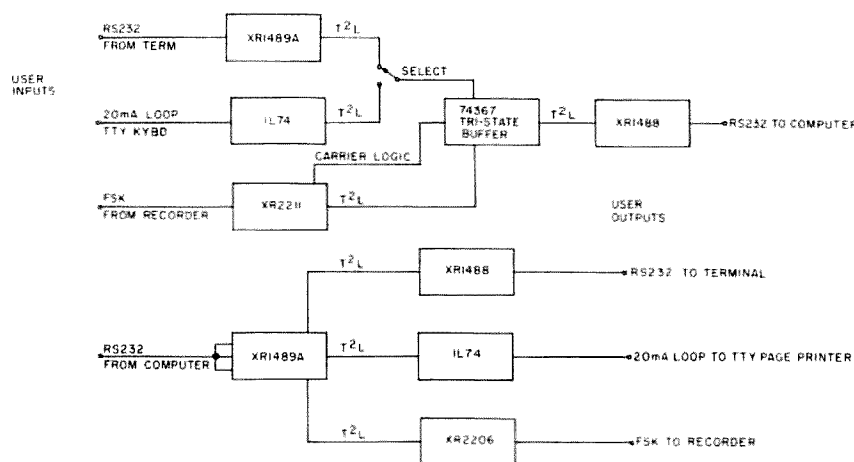 RS232
FROM TERM
XR1489A
T²L
USER
INPUTS
SELECT
20mA LOOP
TTY KYBD
IL74
T²L
74367
TRI-STATE
BUFFER
T²L
XR1488
RS232 TO COMPUTER
CARRIER LOGIC
FSK
FROM RECORDER
XR2211
T²L
USER
OUTPUTS
T²L
XR1488
RS232 TO TERMINAL
RS232
FROM COMPUTER
XR1489A
T²L
IL74
20mA LOOP TO TTY PAGE PRINTER
T²L
XR2206
FSK TO RECORDER